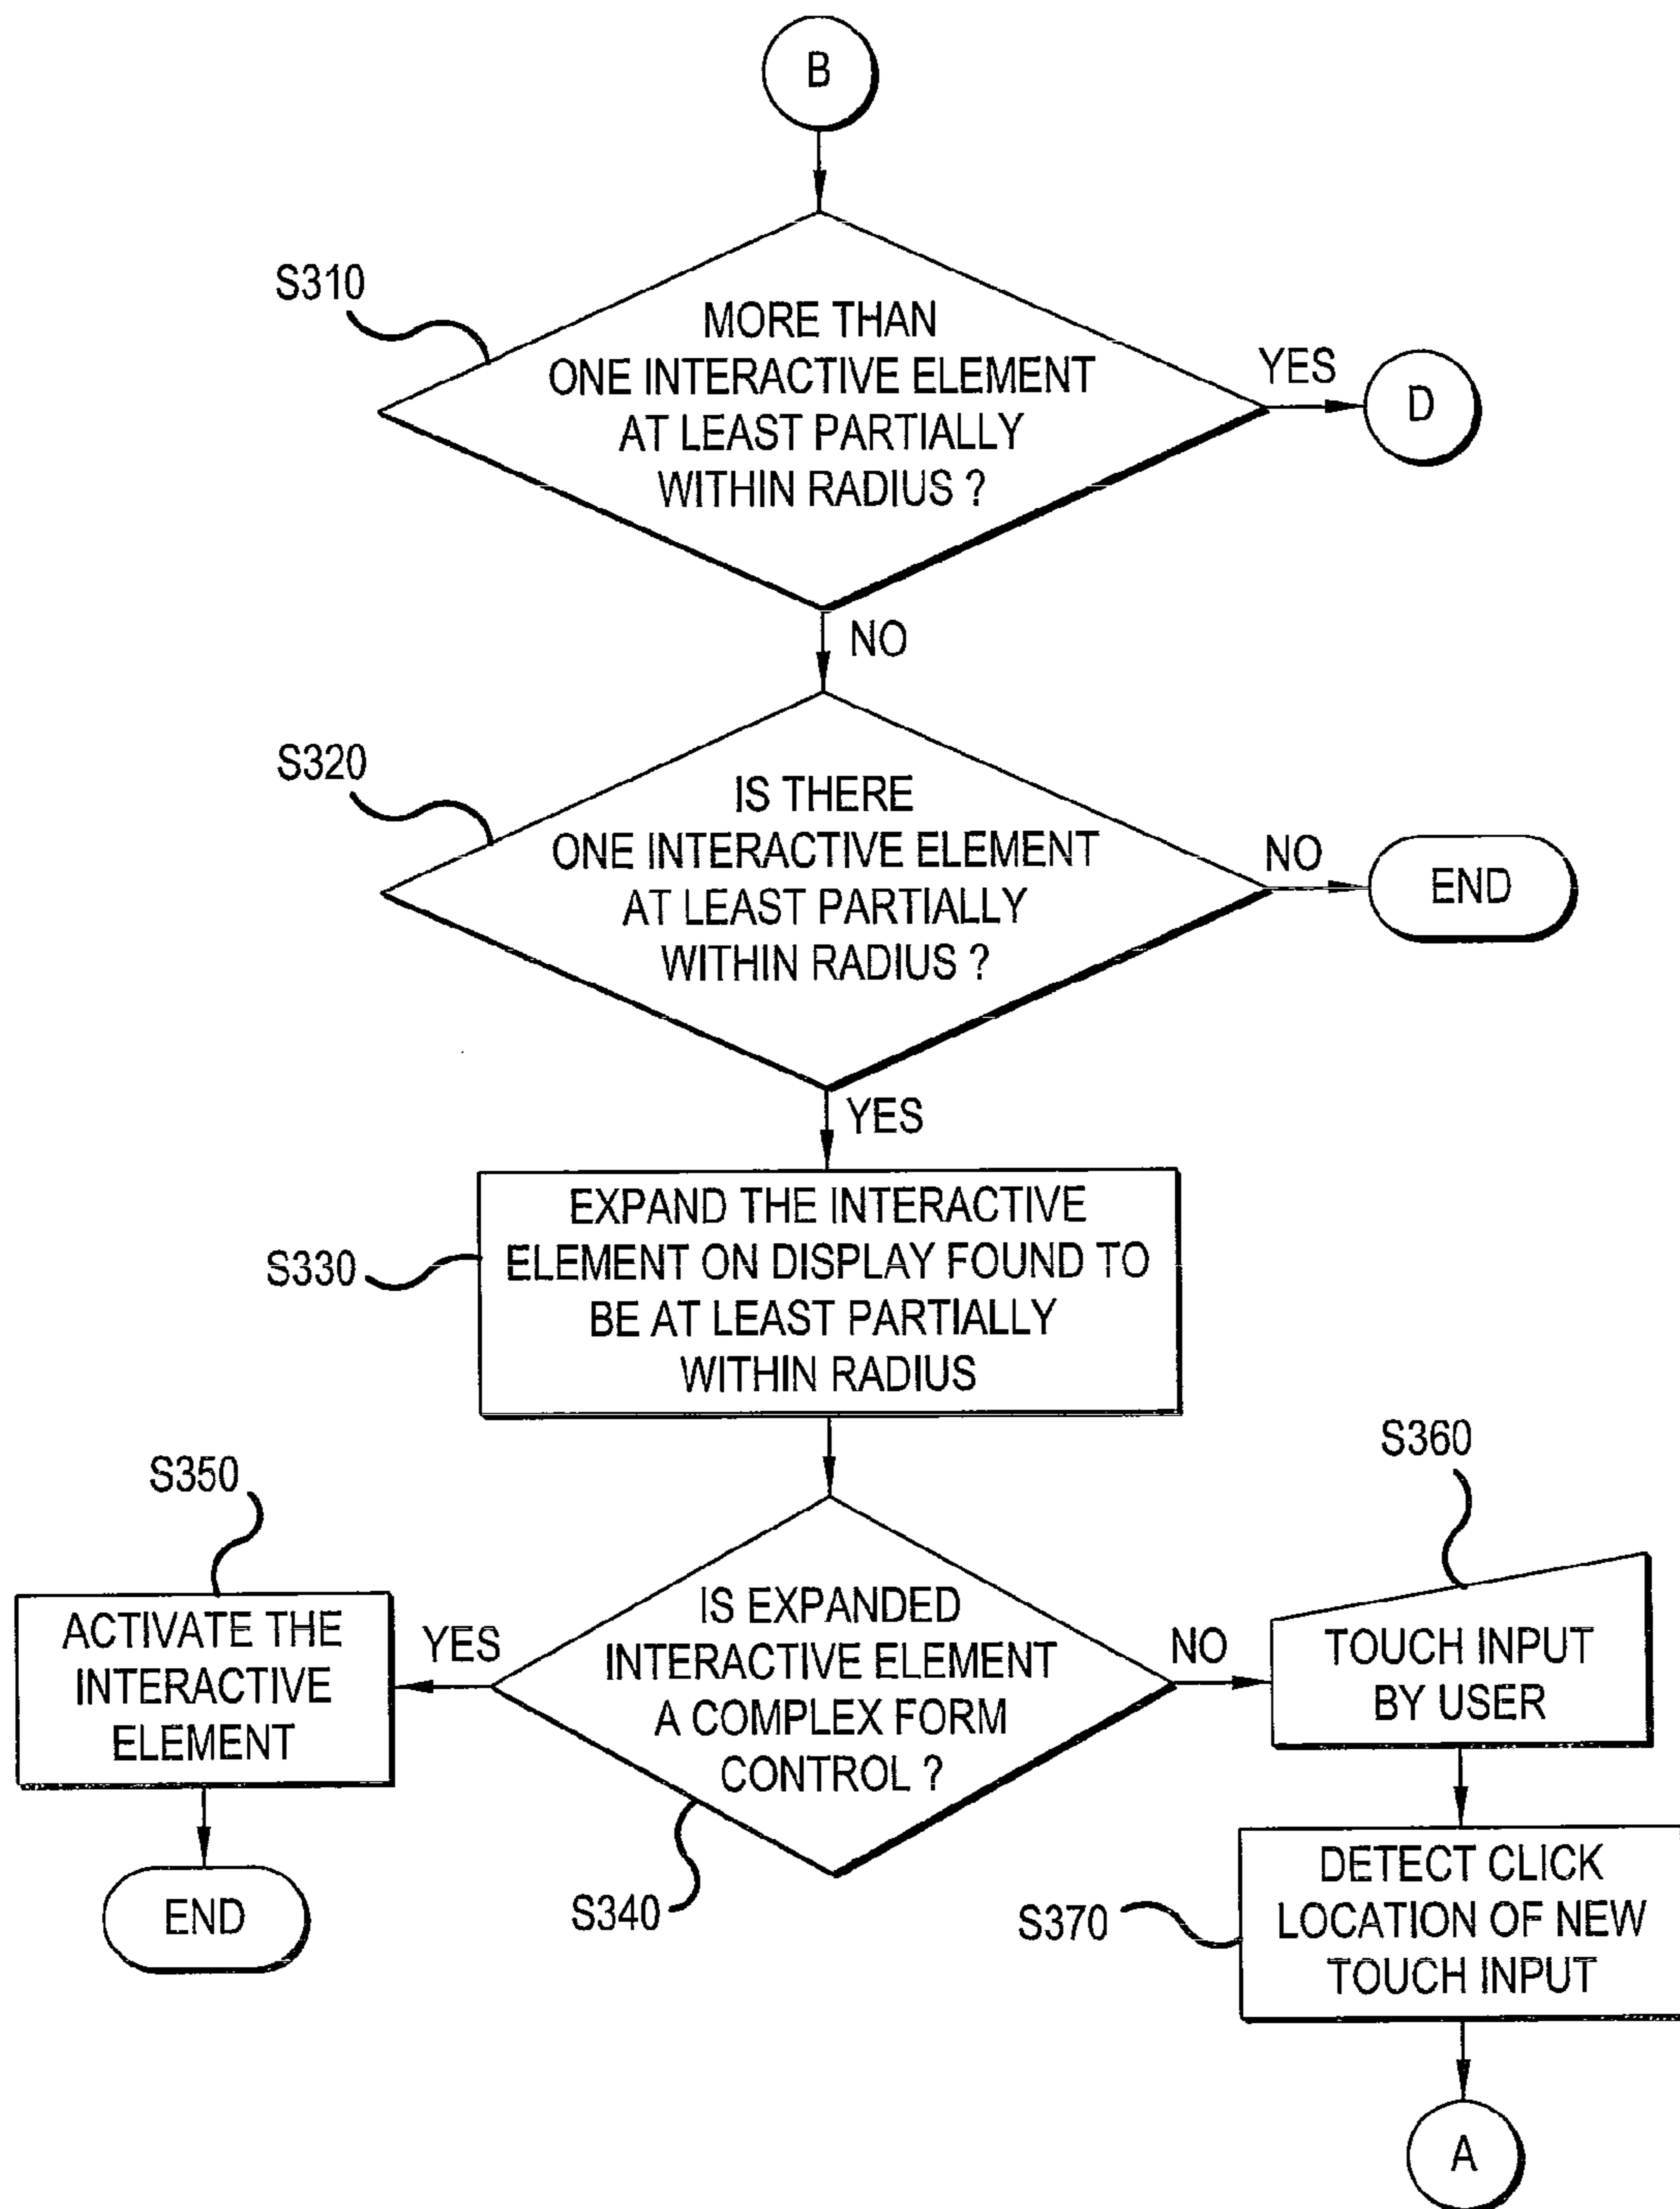 B
S310
MORE THAN
ONE INTERACTIVE ELEMENT
AT LEAST PARTIALLY
WITHIN RADIUS ?
YES
D
NO
S320
IS THERE
ONE INTERACTIVE ELEMENT
AT LEAST PARTIALLY
WITHIN RADIUS ?
NO
END
YES
S330
EXPAND THE INTERACTIVE
ELEMENT ON DISPLAY FOUND TO
BE AT LEAST PARTIALLY
WITHIN RADIUS
S350
ACTIVATE THE
INTERACTIVE
ELEMENT
YES
END
IS EXPANDED
INTERACTIVE ELEMENT
A COMPLEX FORM
CONTROL ?
S340
NO
S360
TOUCH INPUT
BY USER
S370
DETECT CLICK
LOCATION OF NEW
TOUCH INPUT
A